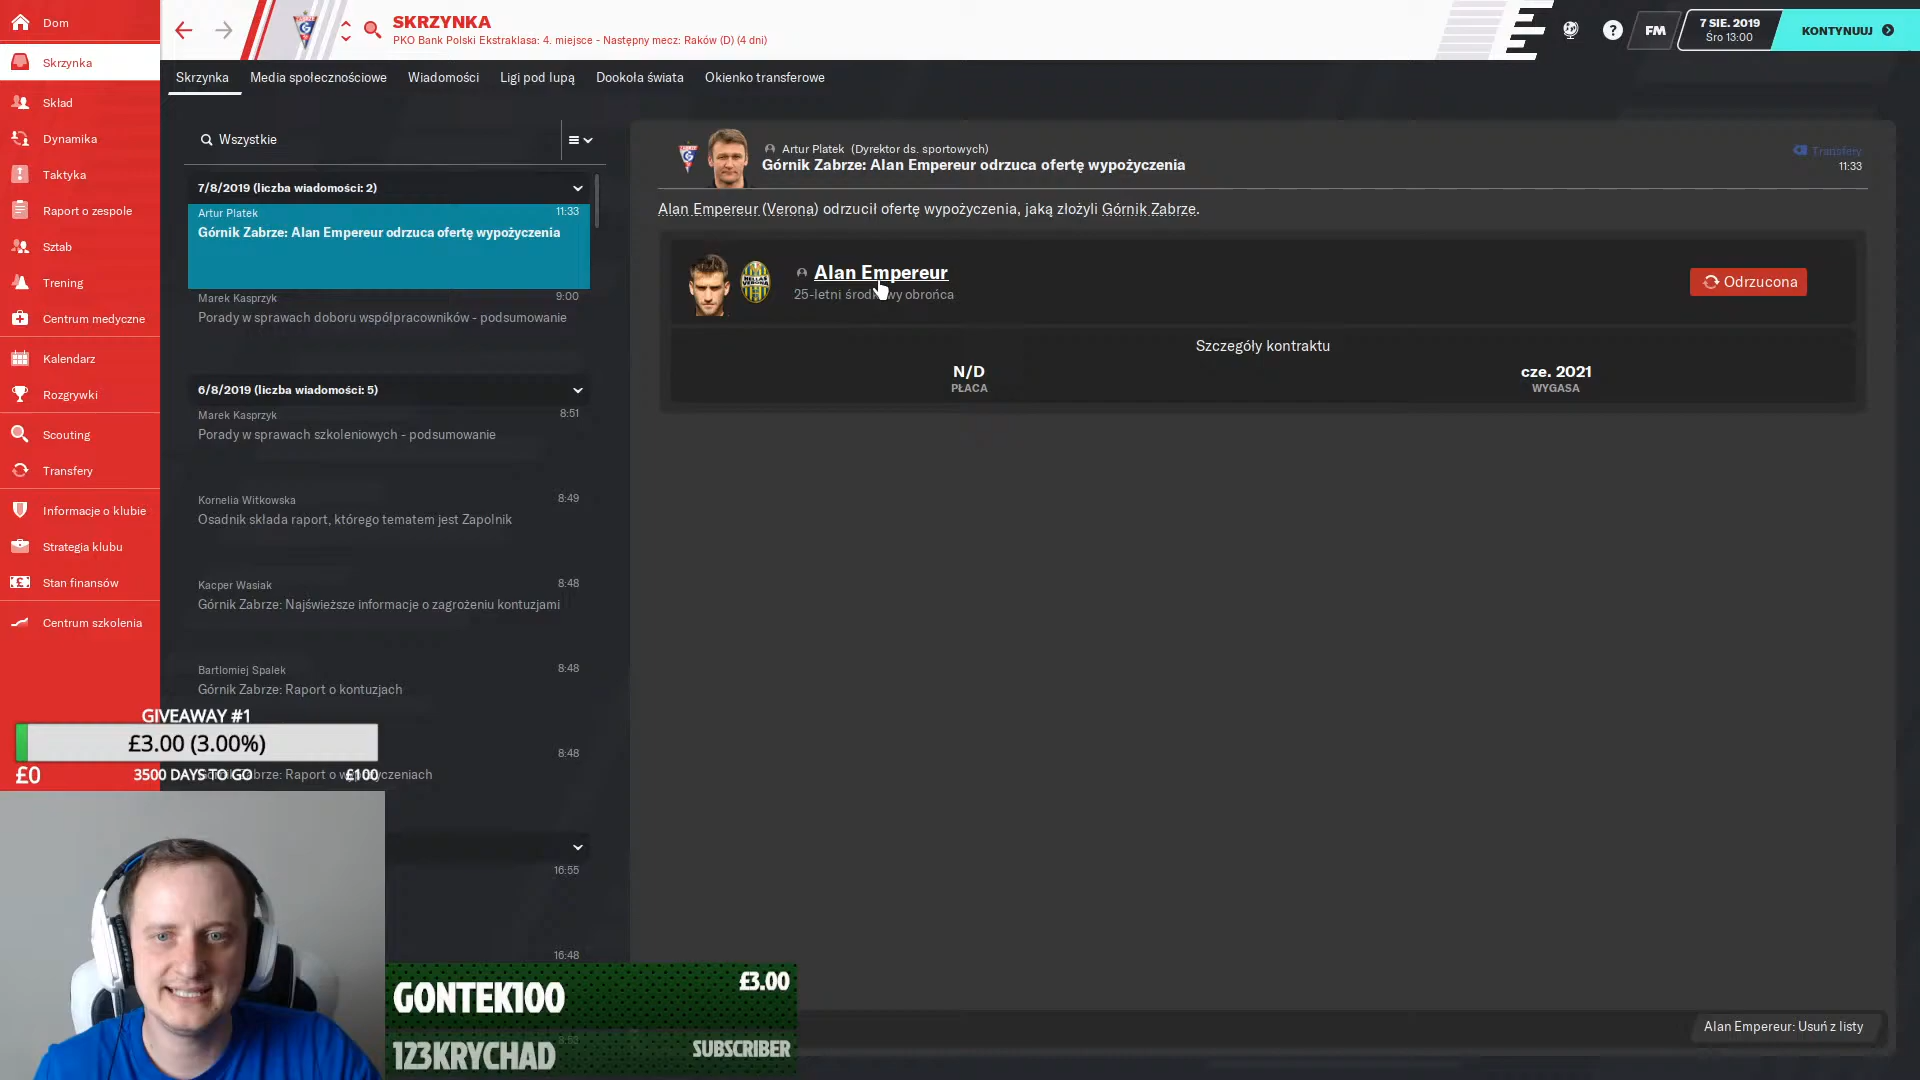 Dom
Skrzynka
Skład
Dynamika
Taktyka
Raport o zespole
Sztab
Trening
Centrum medyczne
Kalendarz
Rozgrywki
Scouting
Transfery
Informacje o klubie
Strategia klubu
Stan finansów
Centrum szkolenia
SKRZYNKA
PKO Bank Polski Ekstraklasa: 4. miejsce - Następny mecz: Raków (D) (4 dni)
FM
7 SIE. 2019
Śro 13:00
KONTYNUUJ
Skrzynka Media społecznościowe Wiadomości Ligi pod lupą Dookoła świata Okienko transferowe
Wszystkie
7/8/2019 (liczba wiadomości: 2)
Artur Platek 11:33
Górnik Zabrze: Alan Empereur odrzuca ofertę wypożyczenia
Marek Kasprzyk 9:00
Porady w sprawach doboru współpracowników - podsumowanie
6/8/2019 (liczba wiadomości: 5)
Marek Kasprzyk 8:51
Porady w sprawach szkoleniowych - podsumowanie
Kornelia Witkowska 8:49
Osadnik składa raport, którego tematem jest Zapolnik
Kacper Wasiak 8:48
Górnik Zabrze: Najświeższe informacje o zagrożeniu kontuzjami
Bartlomiej Spalek 8:48
Górnik Zabrze: Raport o kontuzjach
8:48
Górnik Zabrze: Raport o wypożyczeniach
16:55
16:48
Artur Platek (Dyrektor ds. sportowych)
Górnik Zabrze: Alan Empereur odrzuca ofertę wypożyczenia
Transfery
11:33
Alan Empereur (Verona) odrzucił ofertę wypożyczenia, jaką złożyli Górnik Zabrze.
Alan Empereur
25-letni środkowy obrońca
Odrzucona
Szczegóły kontraktu
N/D
PŁACA
cze. 2021
WYGASA
Alan Empereur: Usuń z listy
GIVEAWAY #1
£3.00 (3.00%)
£0 3500 DAYS TO GO £100
GONTEK100 £3.00
123KRYCHAD SUBSCRIBER